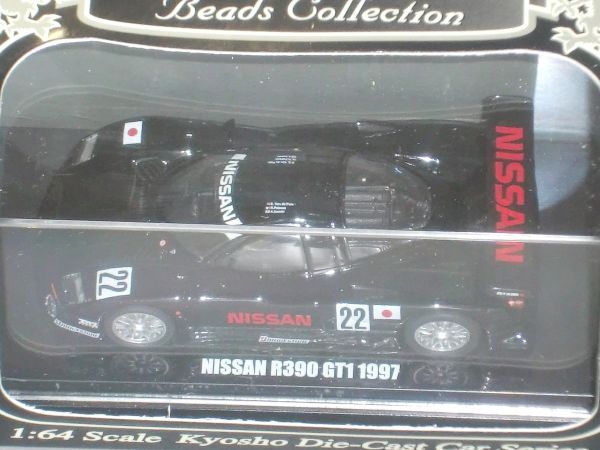 Beads Collection
NISSAN
NISSAN
22
NISSAN
22
BRIDGESTONE
NISSAN R390 GT1 1997
1:64 Scale Kyosho Die-Cast Car Series